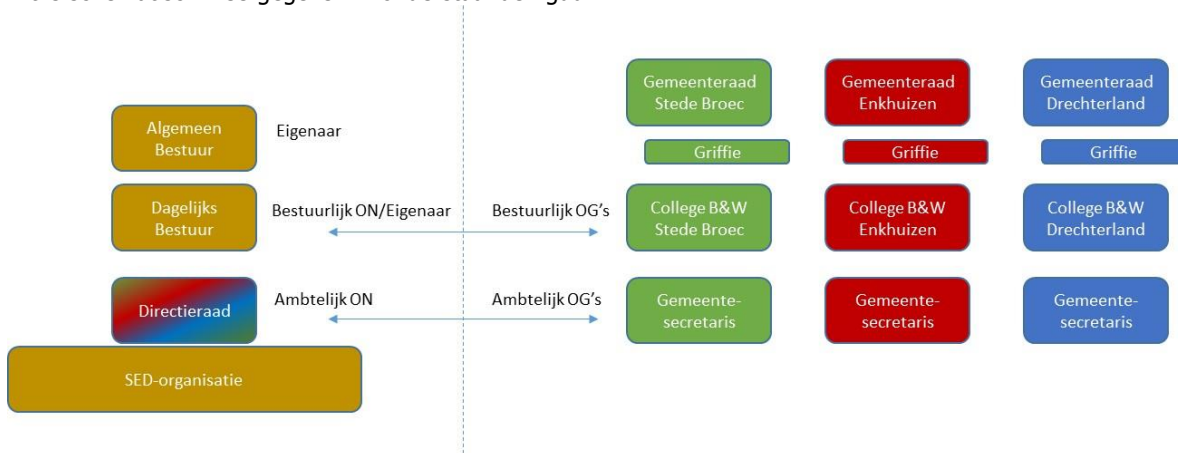 Gemeenteraad
Stede Broec
Gemeenteraad
Enkhuizen
Gemeenteraad
Drechterland
Algemeen
Bestuur
Eigenaar
Griffie
Griffie
Griffie
Dagelijks
Bestuur
Bestuurlijk ON/Eigenaar
Bestuurlijk OG's
College B&W
Stede Broec
College B&W
Enkhuizen
College B&W
Drechterland
Directieraad
Ambtelijk ON
Ambtelijk OG's
Gemeente-
secretaris
Gemeente-
secretaris
Gemeente-
secretaris
SED-organisatie